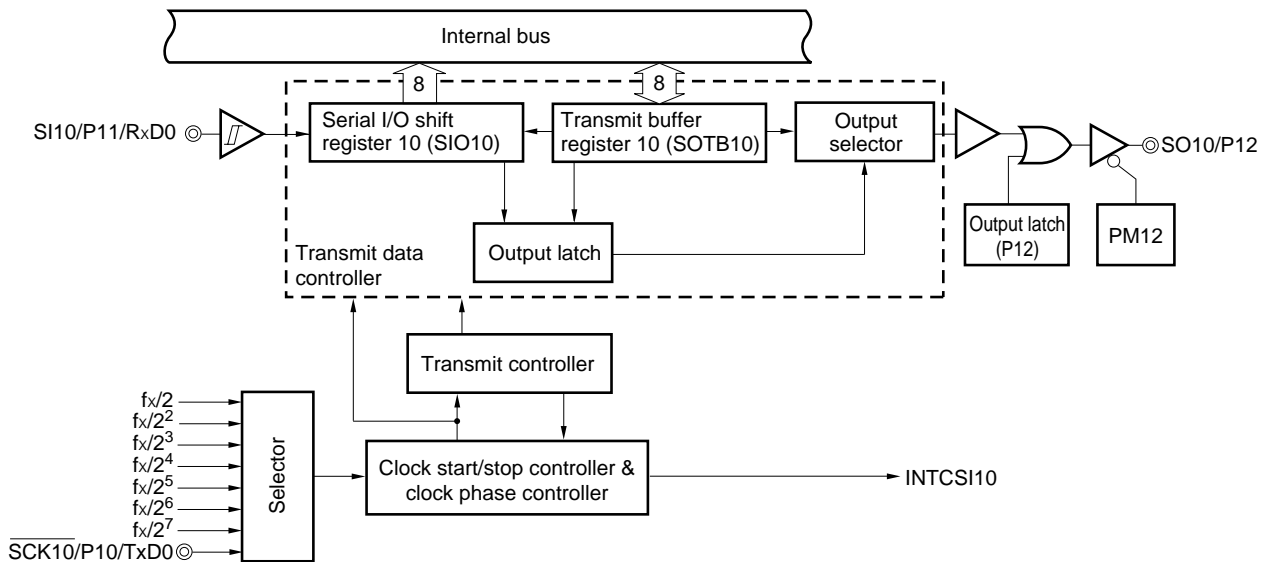 Internal bus
8
8
SI10/P11/RxD0
Serial I/O shift
register 10 (SIO10)
Transmit buffer
register 10 (SOTB10)
Output
selector
SO10/P12
Output latch
(P12)
PM12
Output latch
Transmit data
controller
Transmit controller
fx/2
fx/2²
fx/2³
fx/2⁴
fx/2⁵
fx/2⁶
fx/2⁷
S̅C̅K̅1̅0̅/P10/TxD0
Selector
Clock start/stop controller &
clock phase controller
INTCSI10